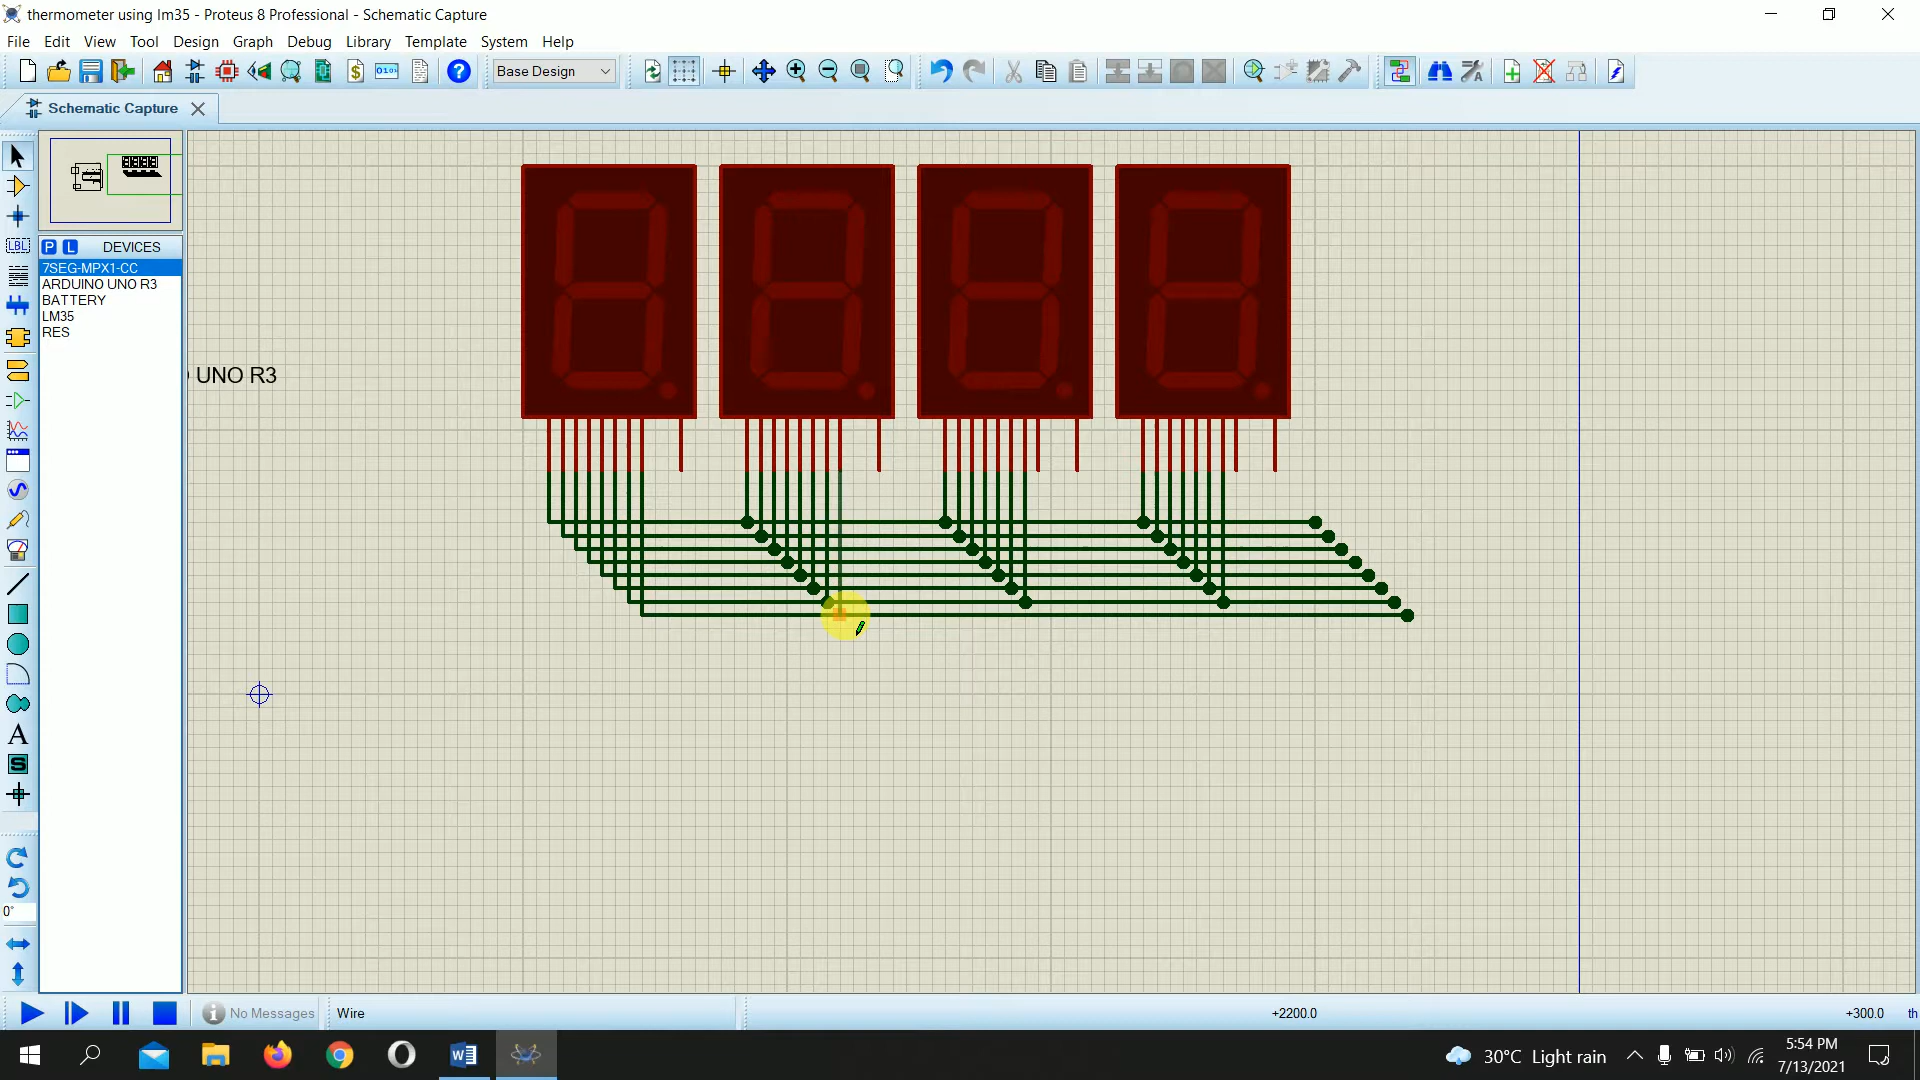 thermometer using lm35 - Proteus 8 Professional - Schematic Capture
File Edit View Tool Design Graph Debug Library Template System Help
Base Design
Schematic Capture
P L DEVICES
7SEG-MPX1-CC
ARDUINO UNO R3
BATTERY
LM35
RES
UNO R3
LBL
A
S
0°
No Messages
Wire
+2200.0
+300.0
th
30°C Light rain
5:54 PM
7/13/2021